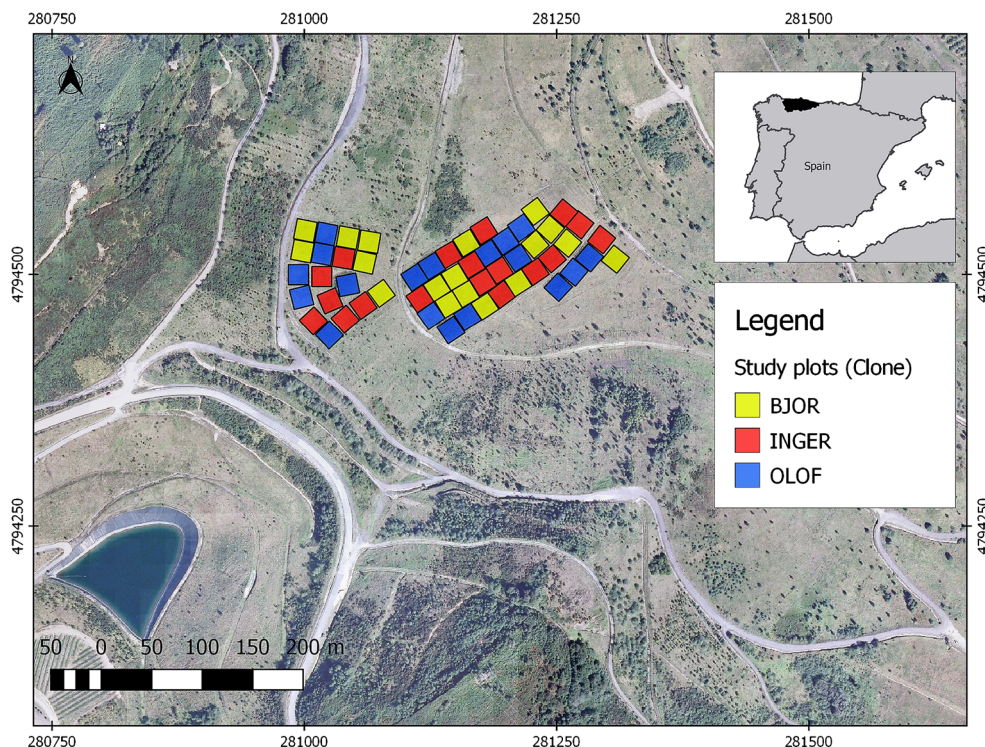 280750 281000 281250 281500
Spain
4794500 4794500
Legend
Study plots (Clone)
BJOR
INGER
OLOF
4794250 4794250
50 0 50 100 150 200 m
280750 281000 281250 281500